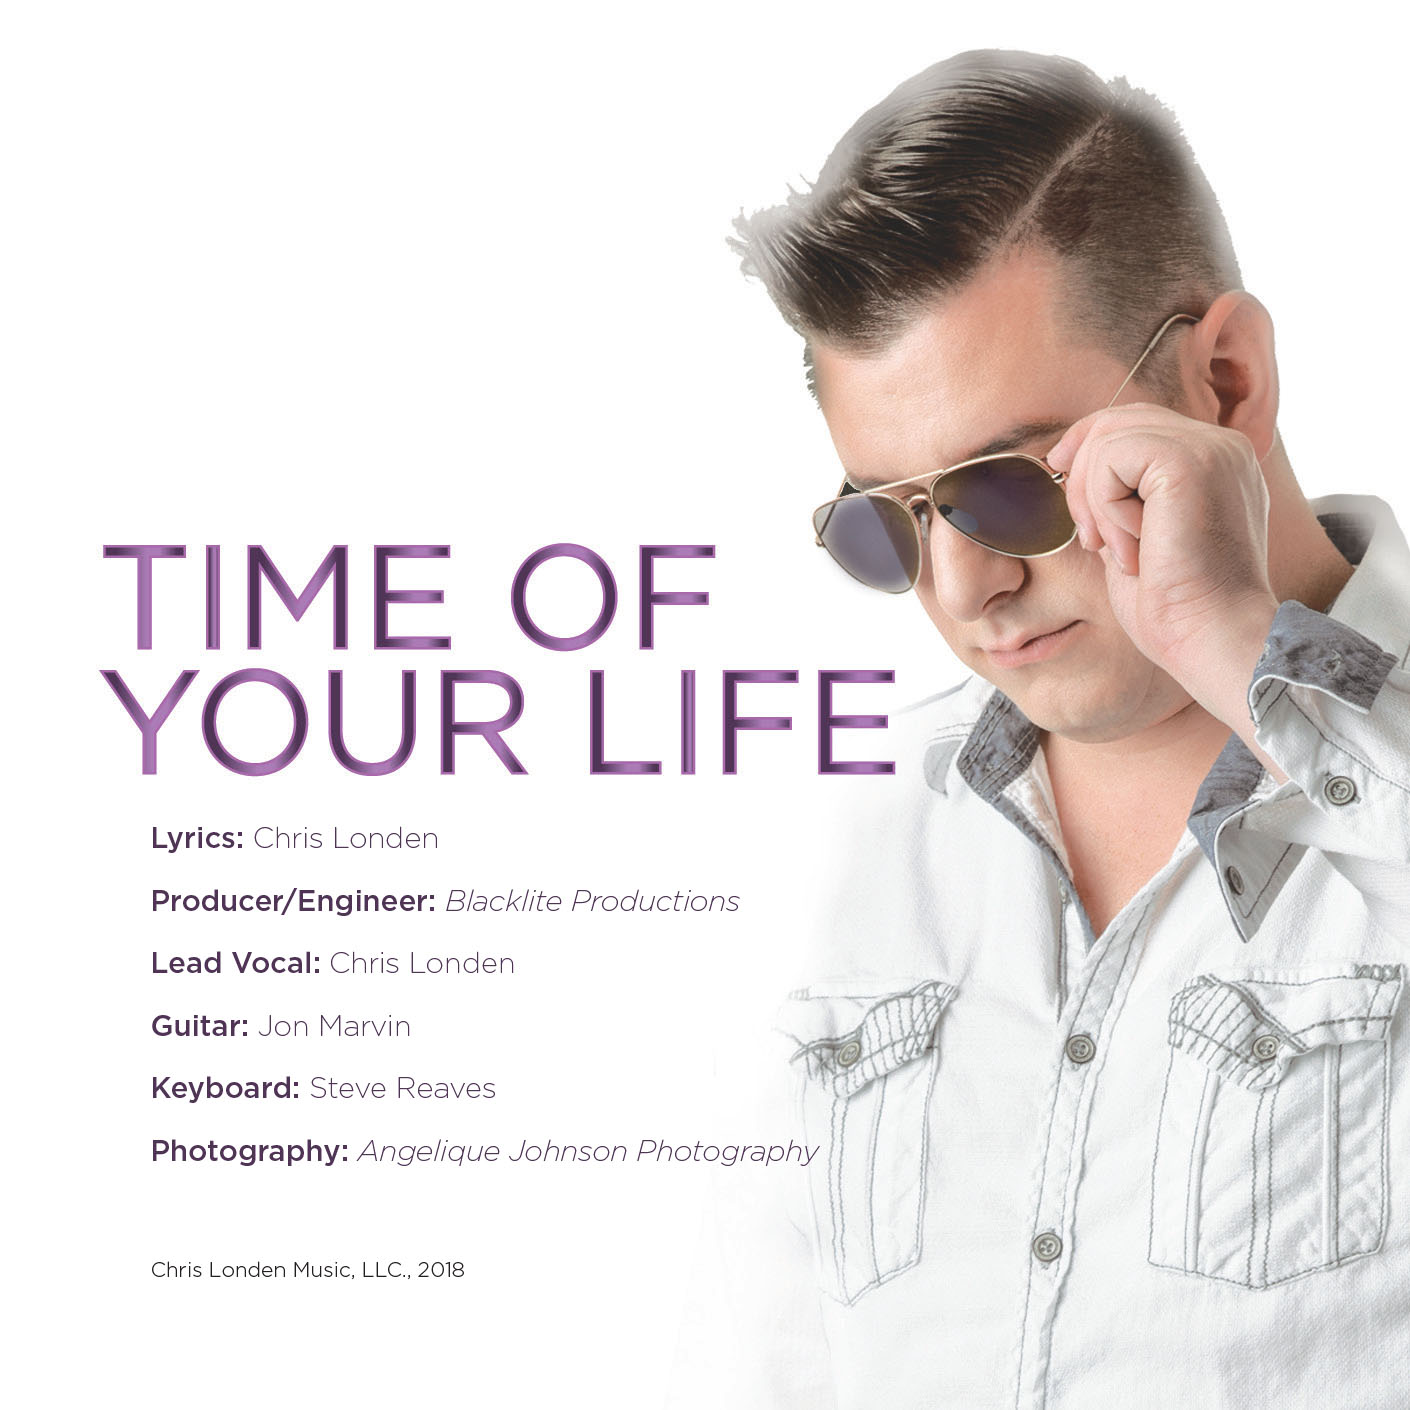 TIME OF
YOUR LIFE
Lyrics: Chris Londen
Producer/Engineer: Blacklite Productions
Lead Vocal: Chris Londen
Guitar: Jon Marvin
Keyboard: Steve Reaves
Photography: Angelique Johnson Photography
Chris Londen Music, LLC., 2018